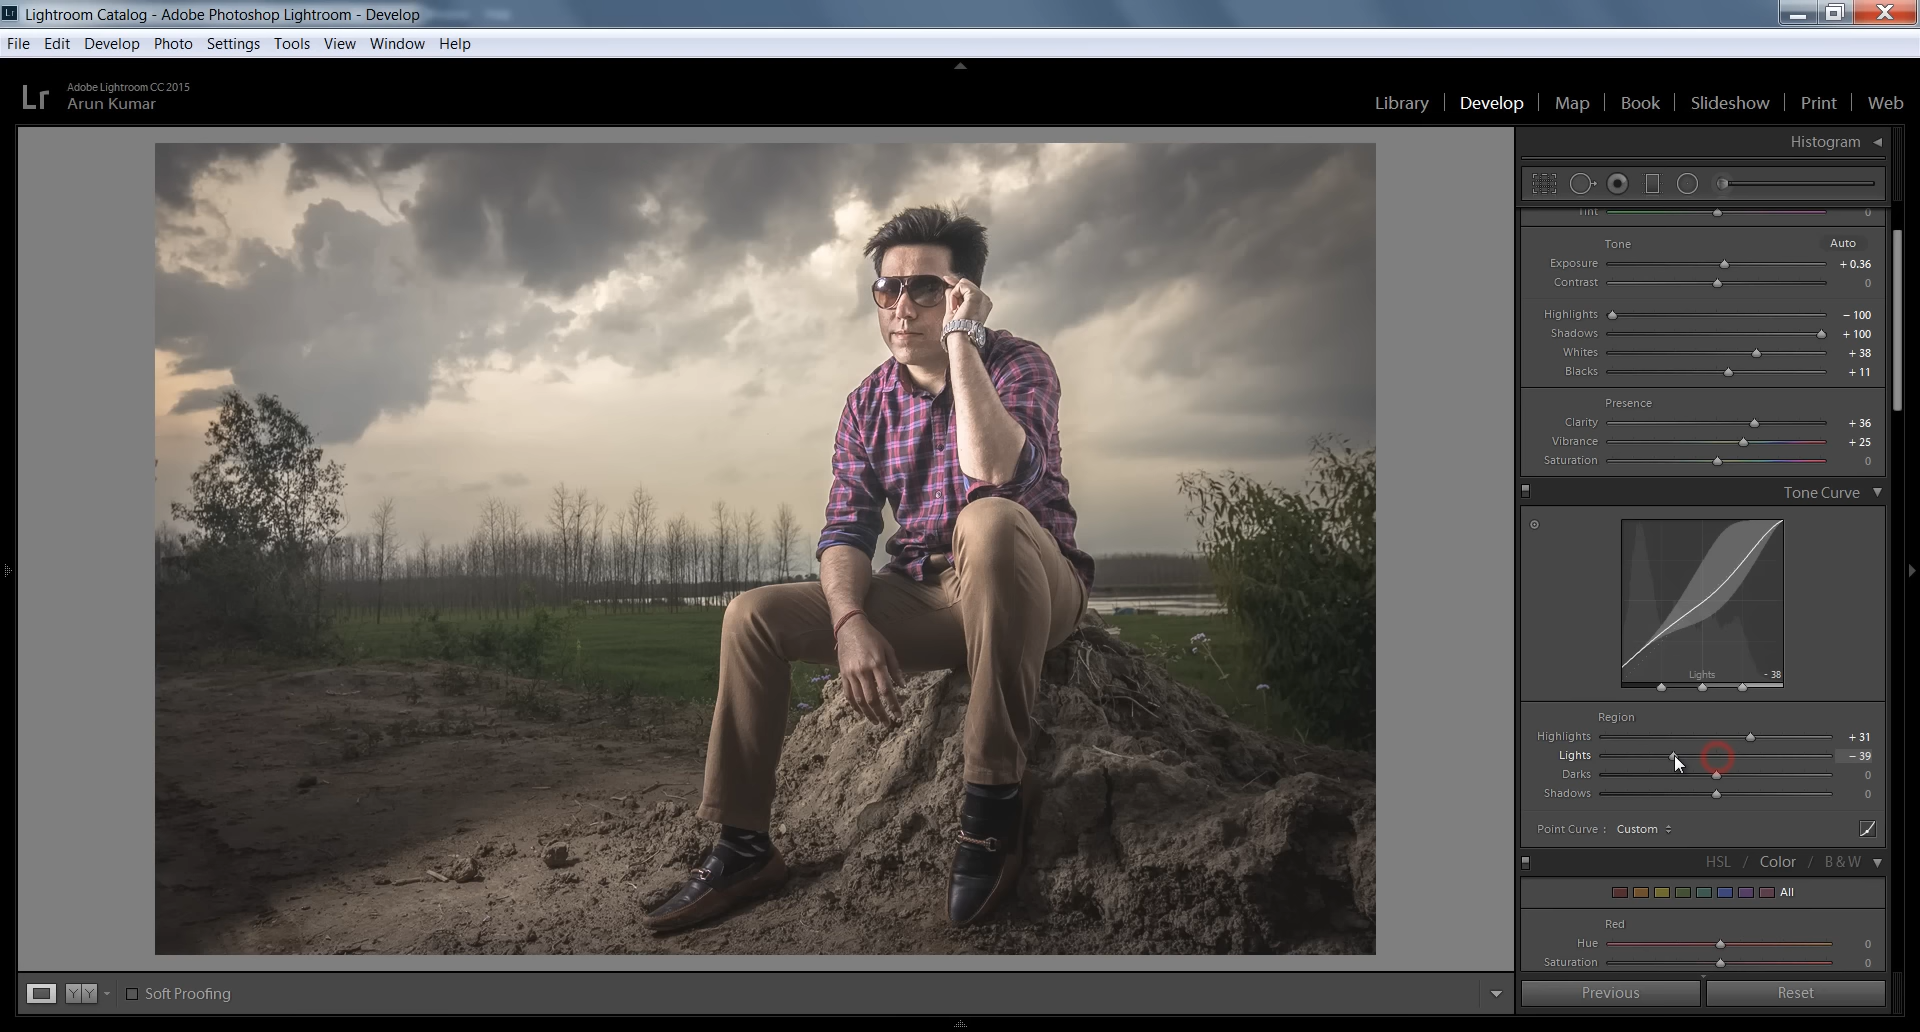 Lr Lightroom Catalog - Adobe Photoshop Lightroom - Develop
File Edit Develop Photo Settings Tools View Window Help
Lr
Adobe Lightroom CC 2015
Arun Kumar
Library | Develop | Map | Book | Slideshow | Print | Web
Histogram
Tint 0
Tone Auto
Exposure + 0.36
Contrast 0
Highlights − 100
Shadows + 100
Whites + 38
Blacks + 11
Presence
Clarity + 36
Vibrance + 25
Saturation 0
Tone Curve
Lights - 38
Region
Highlights + 31
Lights − 39
Darks 0
Shadows 0
Point Curve : Custom
HSL / Color / B & W
All
Red
Hue 0
Saturation 0
Y Y Soft Proofing
Previous Reset